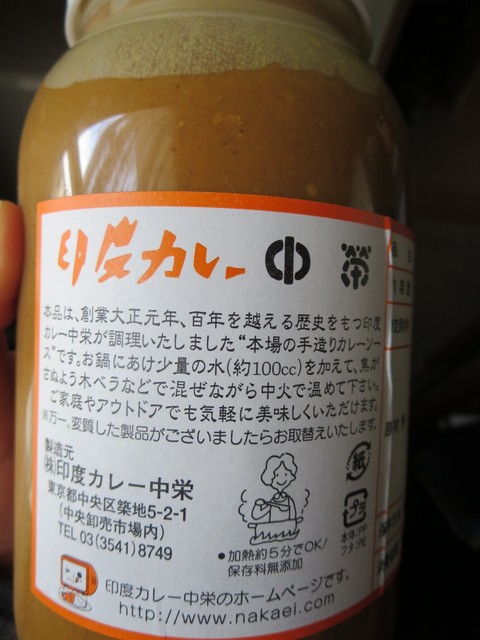 印度カレー 中 榮
本品は、創業大正元年、百年を越える歴史をもつ印度
カレー中栄が調理いたしました“本場の手造りカレーソー
ス”です。お鍋にあけ少量の水(約100cc)を加えて、焦が
さぬよう木ベラなどで混ぜながら中火で温めて下さい。
ご家庭やアウトドアでも気軽に美味しくいただけます。
※万一、変質した製品がございましたらお取替えいたします。
製造元
㈱印度カレー中栄
東京都中央区築地5-2-1
(中央卸売市場内)
TEL 03(3541)8749
紙
プラ
本体:PP
フタ:PE
●加熱約5分でOK!
保存料無添加
印度カレー中栄のホームページです。
http://www.nakaei.com